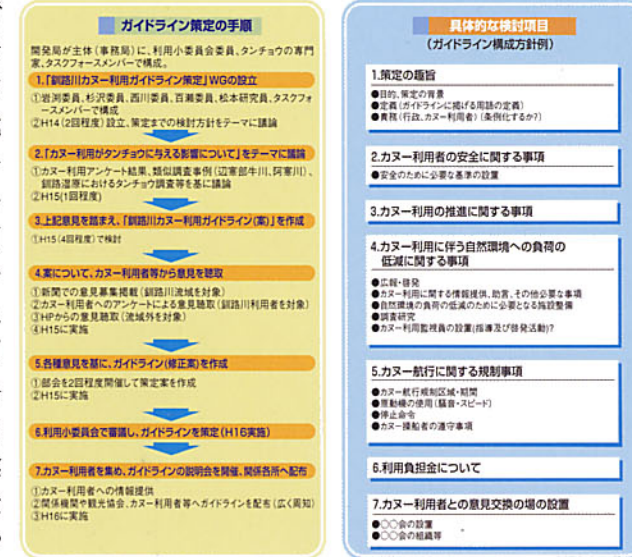 ガイドライン策定の手順
開発局が主体(事務局)に、利用小委員会委員、タンチョウの専門
家、タスクフォースメンバーで構成。
1.「釧路川カヌー利用ガイドライン策定」WGの設立
①岩渕委員、杉沢委員、西川委員、百瀬委員、松本研究員、タスクフォ
ースメンバーで構成
②H14(2回程度)設立、策定までの検討方針をテーマに議論
2.「カヌー利用がタンチョウに与える影響について」をテーマに議論
①カヌー利用アンケート結果、類似調査事例(辺寒部牛川、阿寒川)、
釧路湿原におけるタンチョウ調査等を基に議論
②H15(1回程度)
3.上記意見を踏まえ、「釧路川カヌー利用ガイドライン(案)」を作成
①H15(4回程度)で検討
4.案について、カヌー利用者等から意見を聴取
①新聞での意見募集掲載(釧路川流域を対象)
②カヌー利用者へのアンケートによる意見聴取(釧路川利用者を対象)
③HPからの意見聴取(流域外を対象)
④H15に実施
5.各種意見を基に、ガイドライン(修正案)を作成
①部会を2回程度開催して策定案を作成
②H15に実施
6.利用小委員会で審議し、ガイドラインを策定(H16実施)
7.カヌー利用者を集め、ガイドラインの説明会を開催、関係各所へ配布
①カヌー利用者への情報提供
②関係機関や観光協会、カヌー利用者等へガイドラインを配布(広く周知)
③H16に実施
具体的な検討項目
(ガイドライン構成方針例)
1.策定の趣旨
●目的、策定の背景
●定義(ガイドラインに掲げる用語の定義)
●責務(行政、カヌー利用者)(条例化するか?)
2.カヌー利用者の安全に関する事項
●安全のために必要な基準の設置
3.カヌー利用の推進に関する事項
4.カヌー利用に伴う自然環境への負荷の
低減に関する事項
●広報・啓発
●カヌー利用に関する情報提供、助言、その他必要な事項
●自然環境の負荷の低減のために必要となる施設整備
●調査研究
●カヌー利用監視員の設置(指導及び啓発活動)?
5.カヌー航行に関する規制事項
●カヌー航行規制区域・期間
●原動機の使用(騒音・スピード)
●停止命令
●カヌー操船者の遵守事項
6.利用負担金について
7.カヌー利用者との意見交換の場の設置
●○○会の設置
●○○会の組織等